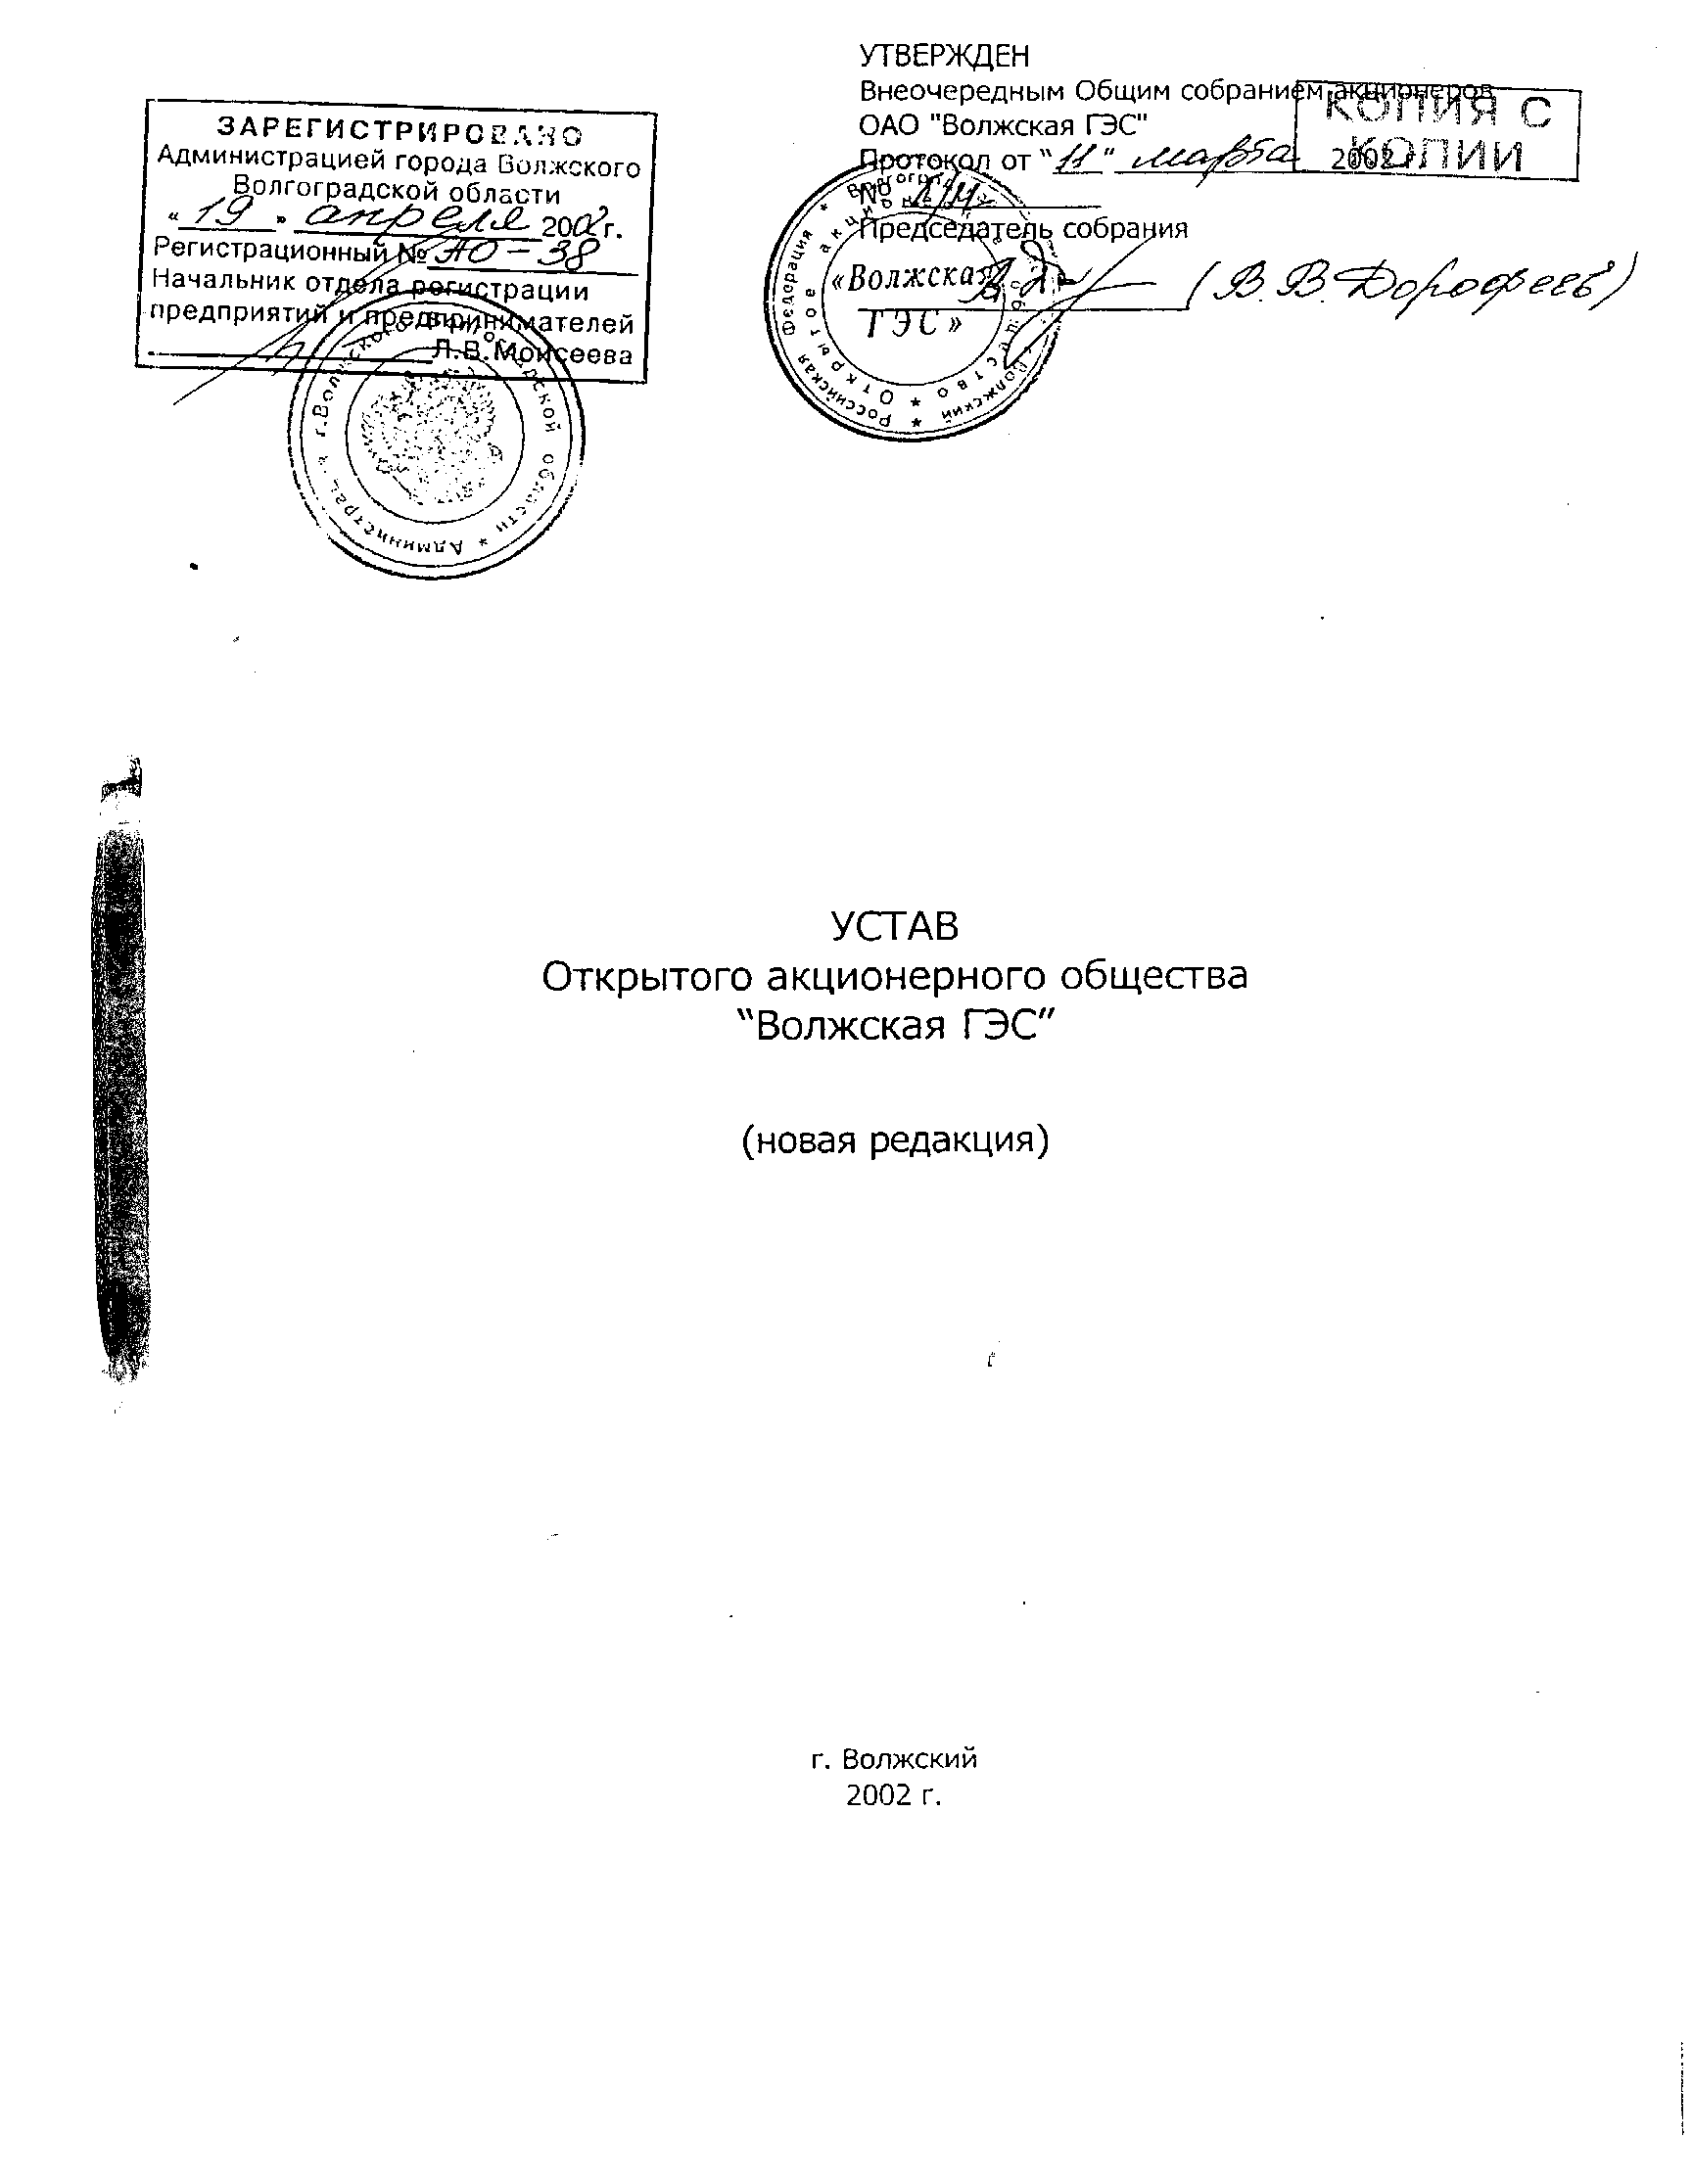 УТВЕРЖДЕН
Внеочередным Общим собранием акционеров
ОАО "Волжская ГЭС"
Протокол от "11" марта 2002
№
Председатель собрания
(В.В. Дорофеев)
КОПИЯ С
КОПИИ
Российская Федерация * * Волжский
Открытое акционерное общество *
«Волжская
ГЭС»
ЗАРЕГИСТРИРОВАНО
Администрацией города Волжского
Волгоградской области
«19» апреля 2002г.
Регистрационный № АО-38
Начальник отдела регистрации
предприятий и предпринимателей
Л.В.Моисеева
Администрация г.Волжского Волгоградской области *
УСТАВ
Открытого акционерного общества
"Волжская ГЭС"
(новая редакция)
г. Волжский
2002 г.